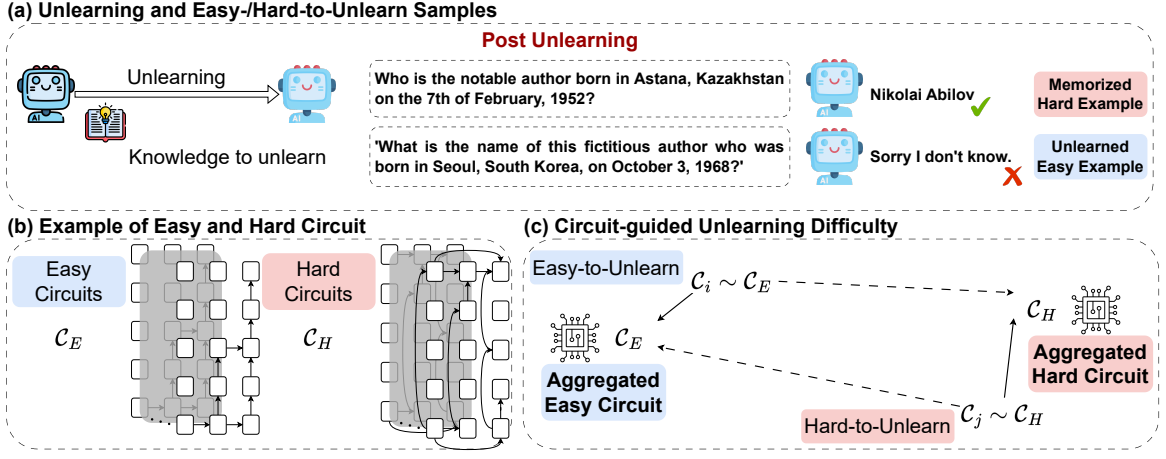 (a) Unlearning and Easy-/Hard-to-Unlearn Samples
Post Unlearning
Unlearning
AI
AI
Knowledge to unlearn
Who is the notable author born in Astana, Kazakhstan
on the 7th of February, 1952?
AI
Nikolai Abilov
Memorized
Hard Example
'What is the name of this fictitious author who was
born in Seoul, South Korea, on October 3, 1968?'
AI
Sorry I don't know.
Unlearned
Easy Example
(b) Example of Easy and Hard Circuit
Easy
Circuits
C_E
Hard
Circuits
C_H
(c) Circuit-guided Unlearning Difficulty
Easy-to-Unlearn
C_i ~ C_E
C_E
Aggregated
Easy Circuit
C_H
Aggregated
Hard Circuit
Hard-to-Unlearn
C_j ~ C_H